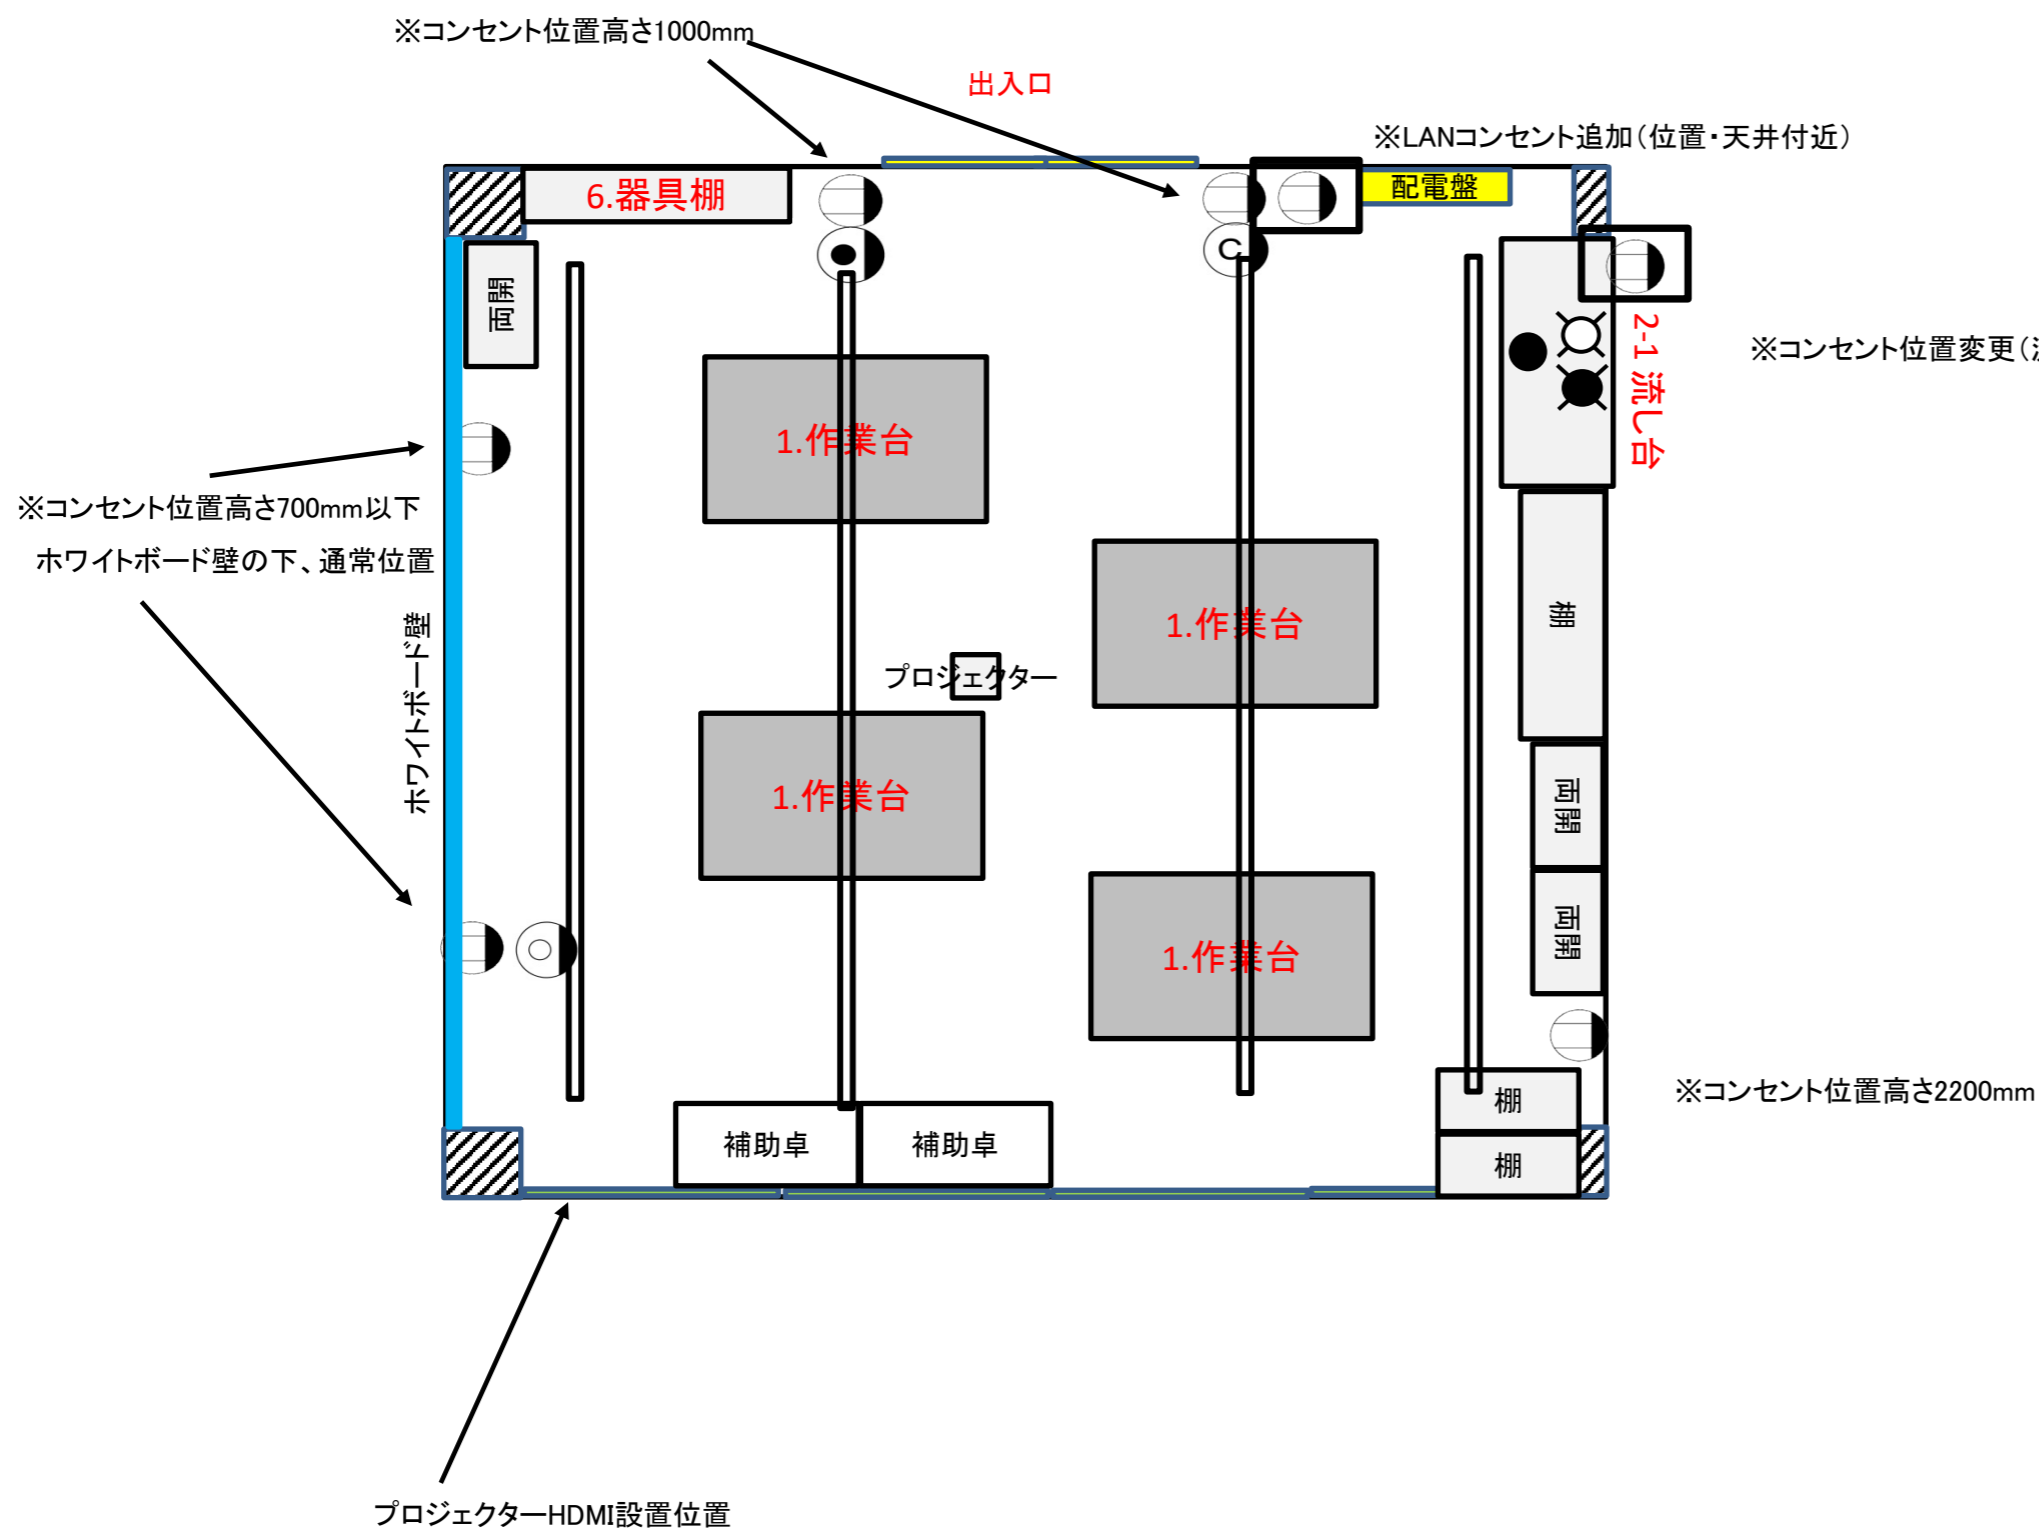 ※コンセント位置高さ1000mm
出入口
※LANコンセント追加（位置・天井付近）
6.器具棚
配電盤
C
両開
2-1 流し台
※コンセント位置変更（
1.作業台
※コンセント位置高さ700mm以下
ホワイトボード壁の下、通常位置
ホワイトボード壁
1.作業台
棚
プロジェクター
1.作業台
両開
1.作業台
両開
※コンセント位置高さ2200mm
棚
補助卓
補助卓
棚
プロジェクターHDMI設置位置